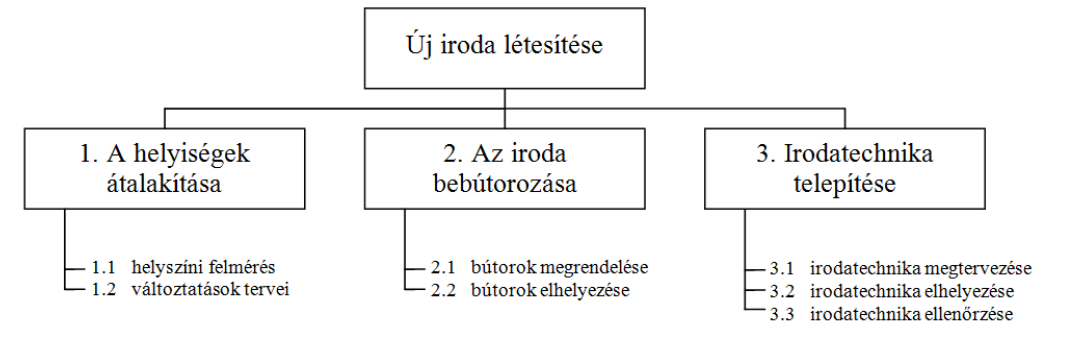 Új iroda létesítése
1. A helyiségek
átalakítása
2. Az iroda
bebútorozása
3. Irodatechnika
telepítése
1.1 helyszíni felmérés
1.2 változtatások tervei
2.1 bútorok megrendelése
2.2 bútorok elhelyezése
3.1 irodatechnika megtervezése
3.2 irodatechnika elhelyezése
3.3 irodatechnika ellenőrzése